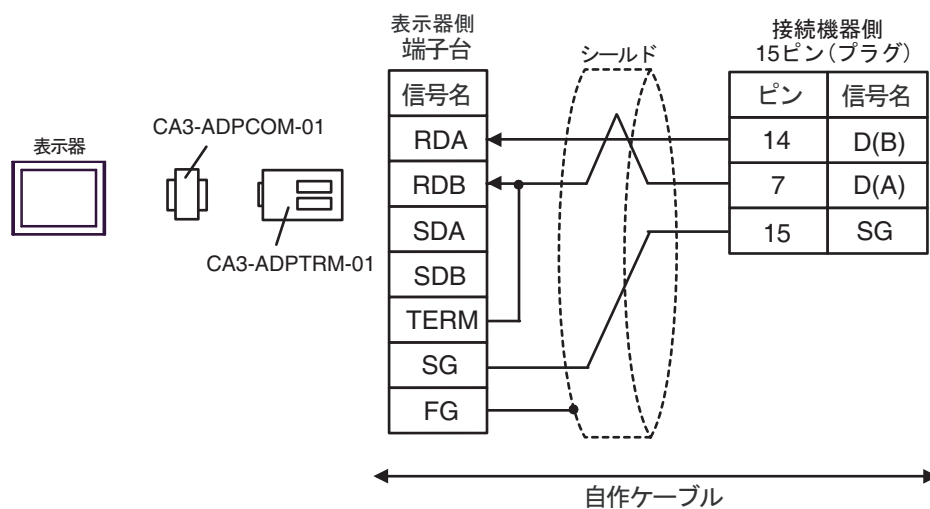 表示器
CA3-ADPCOM-01
CA3-ADPTRM-01
表示器側
端子台
信号名
RDA
RDB
SDA
SDB
TERM
SG
FG
シールド
接続機器側
15ピン(プラグ)
ピン 信号名
14 D(B)
7 D(A)
15 SG
自作ケーブル